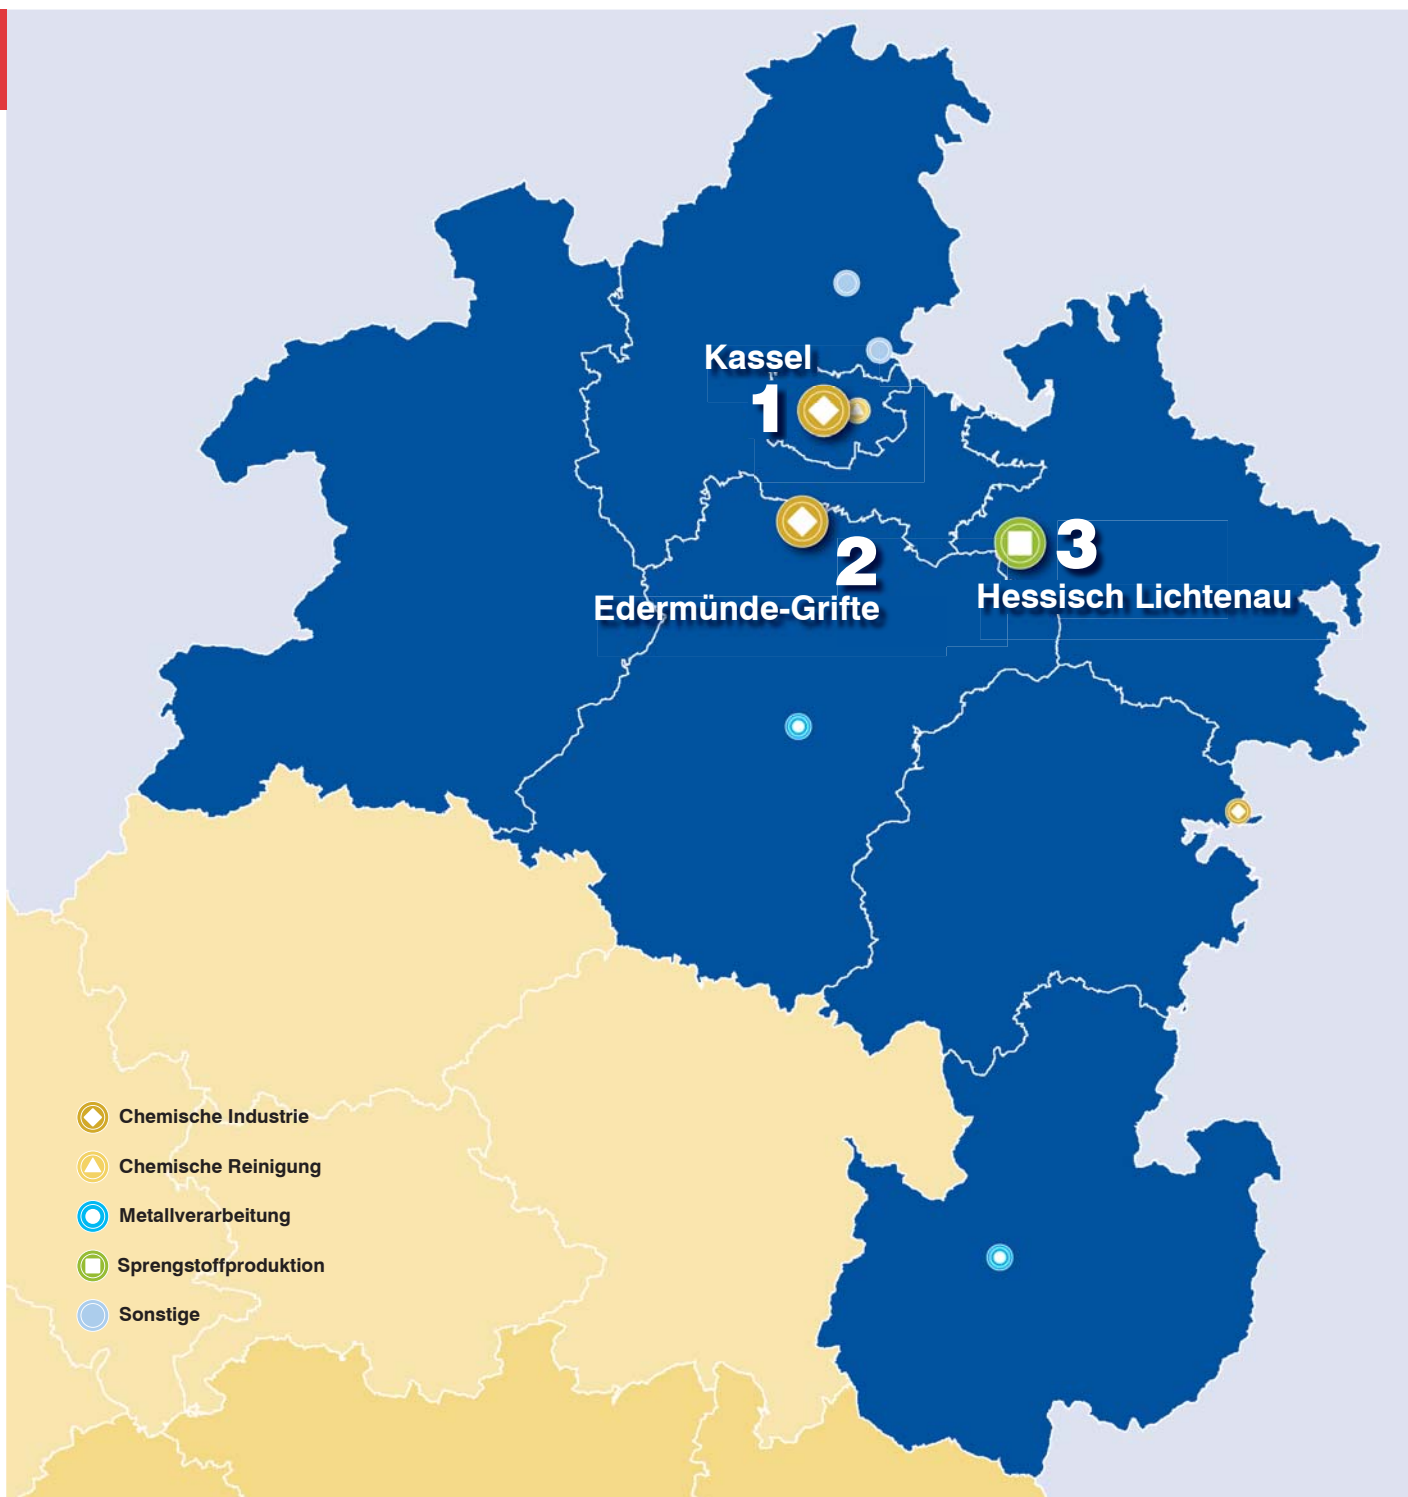 Kassel
1
2
Edermünde-Grifte
3
Hessisch Lichtenau
Chemische Industrie
Chemische Reinigung
Metallverarbeitung
Sprengstoffproduktion
Sonstige